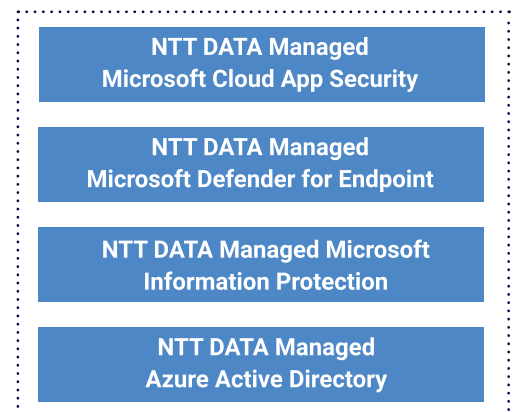 NTT DATA Managed
Microsoft Cloud App Security
NTT DATA Managed
Microsoft Defender for Endpoint
NTT DATA Managed Microsoft
Information Protection
NTT DATA Managed
Azure Active Directory